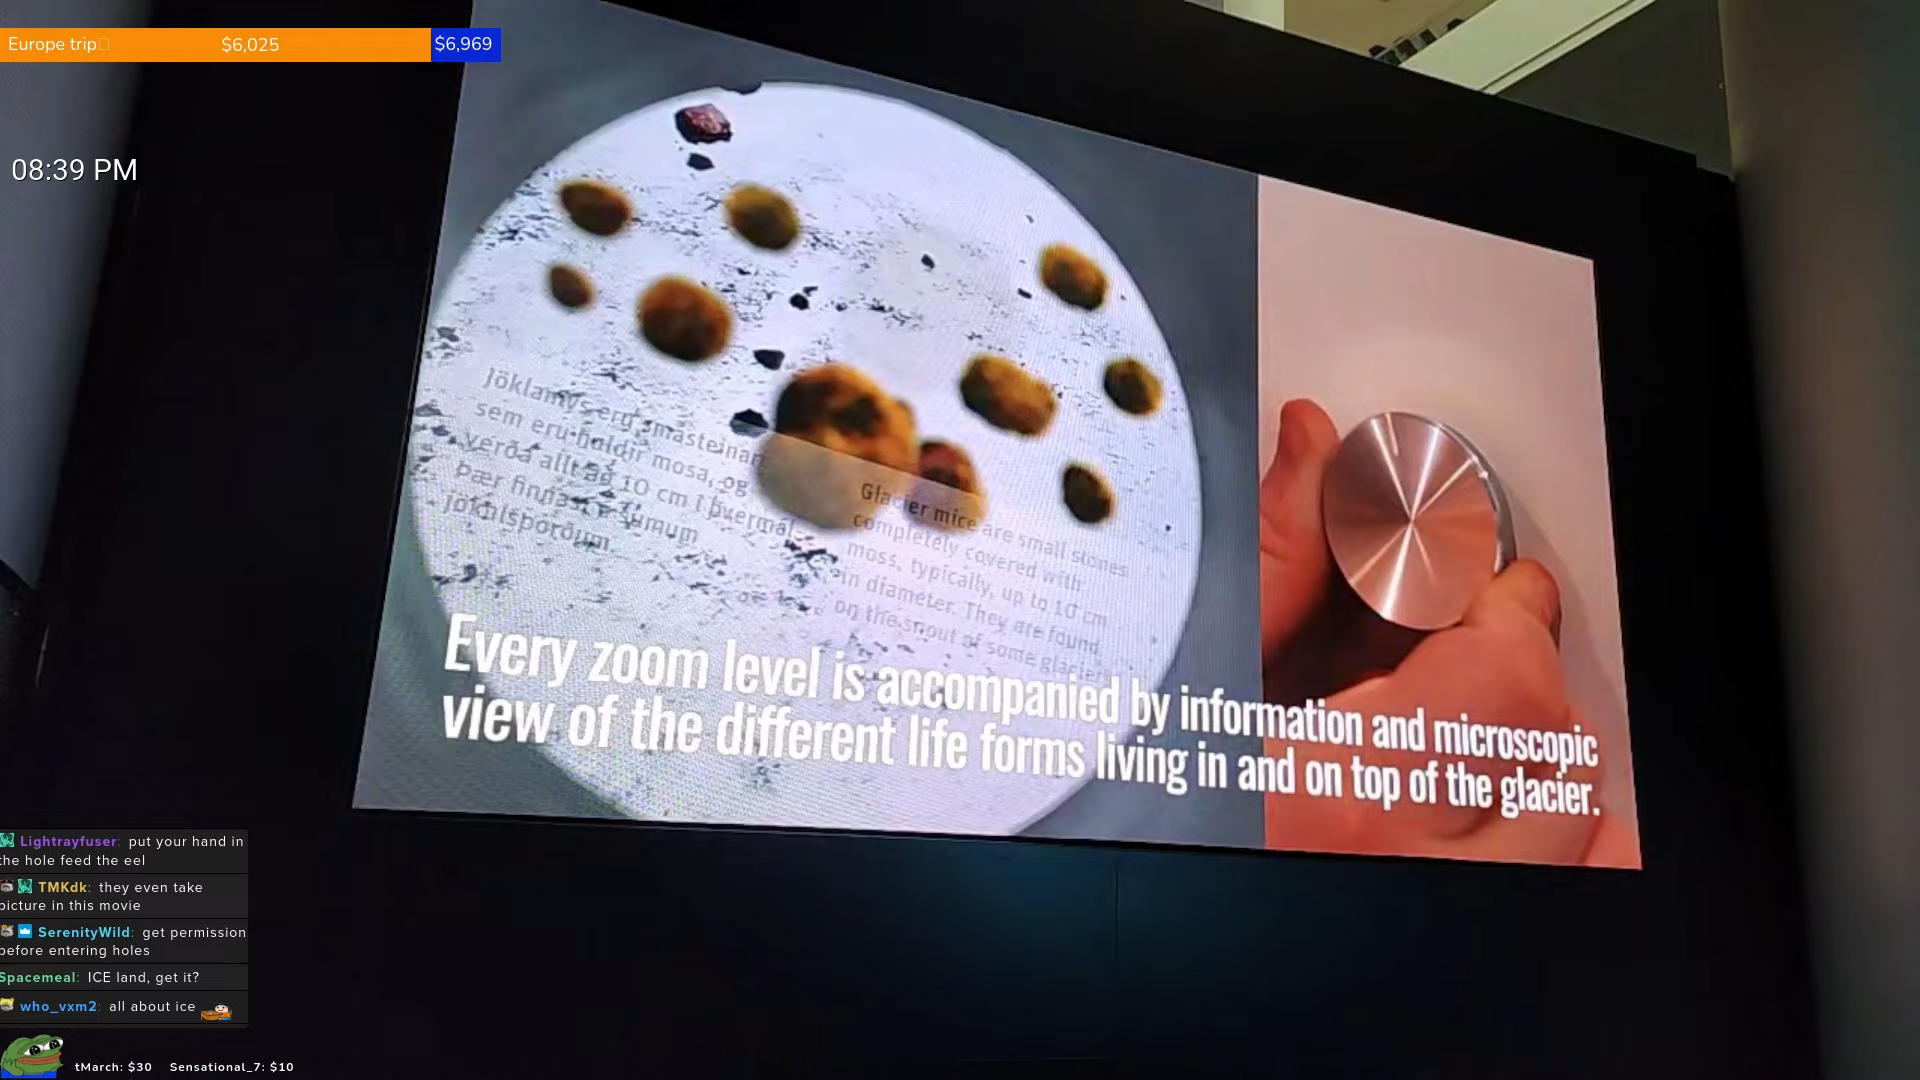 Europe trip
$6,025
$6,969
08:39 PM
Jöklamýs eru smásteinar
sem eru huldir mosa, og
verða allt að 10 cm í þvermál.
Þær finnast á sumum
jökulsporðum.
Glacier mice are small stones
completely covered with
moss, typically, up to 10 cm
in diameter. They are found
on the snout of some glaciers
Every zoom level is accompanied by information and microscopic
view of the different life forms living in and on top of the glacier.
Lightrayfuser: put your hand in
the hole feed the eel
TMKdk: they even take
picture in this movie
SerenityWild: get permission
before entering holes
Spacemeal: ICE land, get it?
who_vxm2: all about ice
tMarch: $30 Sensational_7: $10